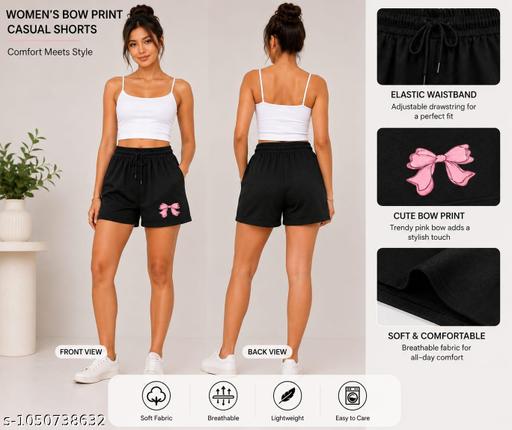 WOMEN'S BOW PRINT
CASUAL SHORTS
Comfort Meets Style
ELASTIC WAISTBAND
Adjustable drawstring for
a perfect fit
CUTE BOW PRINT
Trendy pink bow adds a
stylish touch
SOFT & COMFORTABLE
Breathable fabric for
all-day comfort
FRONT VIEW
BACK VIEW
Soft Fabric
Breathable
Lightweight
Easy to Care
s-1050738632